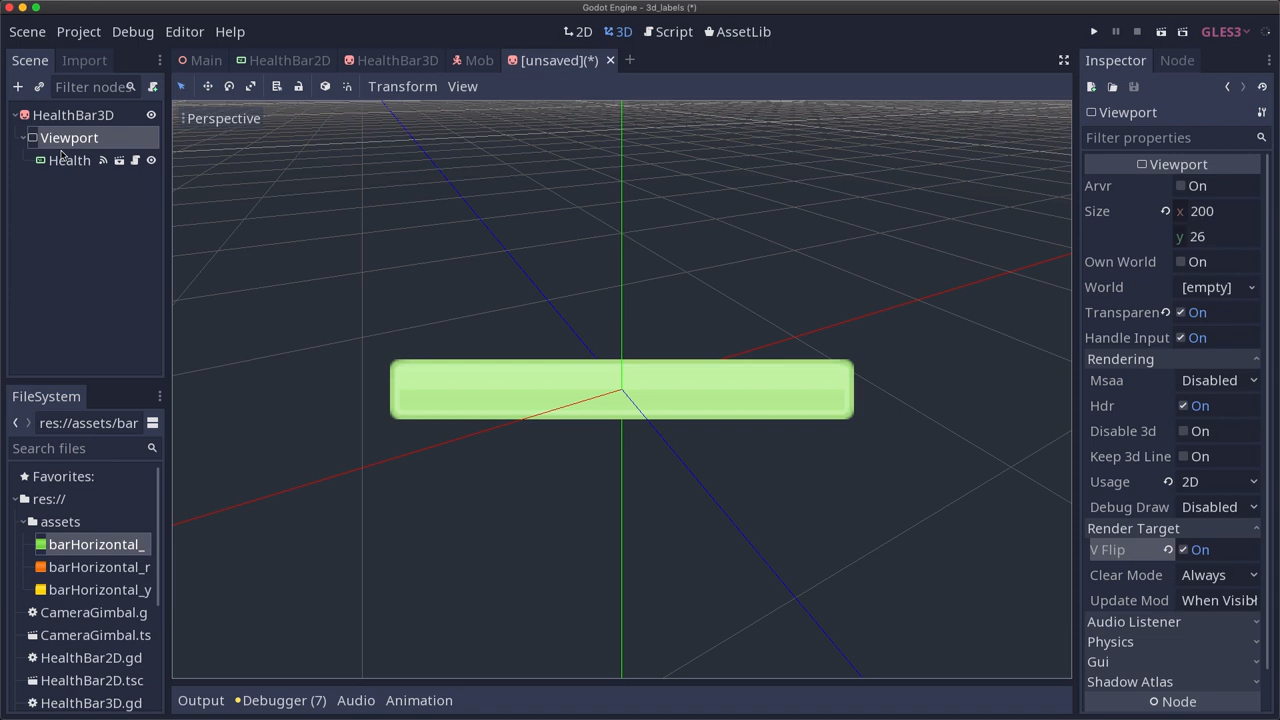 Godot Engine - 3d_labels (*)
Scene Project Debug Editor Help
2D 3D Script AssetLib
GLES3
Scene Import
Main HealthBar2D HealthBar3D Mob [unsaved](*)
Inspector Node
Filter nodes
Transform View
HealthBar3D
Viewport
Health
Perspective
Viewport
Filter properties
Viewport
Arvr On
Size x 200
y 26
Own World On
World [empty]
Transparen On
Handle Input On
Rendering
Msaa Disabled
Hdr On
Disable 3d On
Keep 3d Line On
Usage 2D
Debug Draw Disabled
Render Target
V Flip On
Clear Mode Always
Update Mod When Visibl
Audio Listener
Physics
Gui
Shadow Atlas
Node
FileSystem
res://assets/bar
Search files
Favorites:
res://
assets
barHorizontal_
barHorizontal_r
barHorizontal_y
CameraGimbal.g
CameraGimbal.ts
HealthBar2D.gd
HealthBar2D.tsc
HealthBar3D.gd
Output Debugger (7) Audio Animation